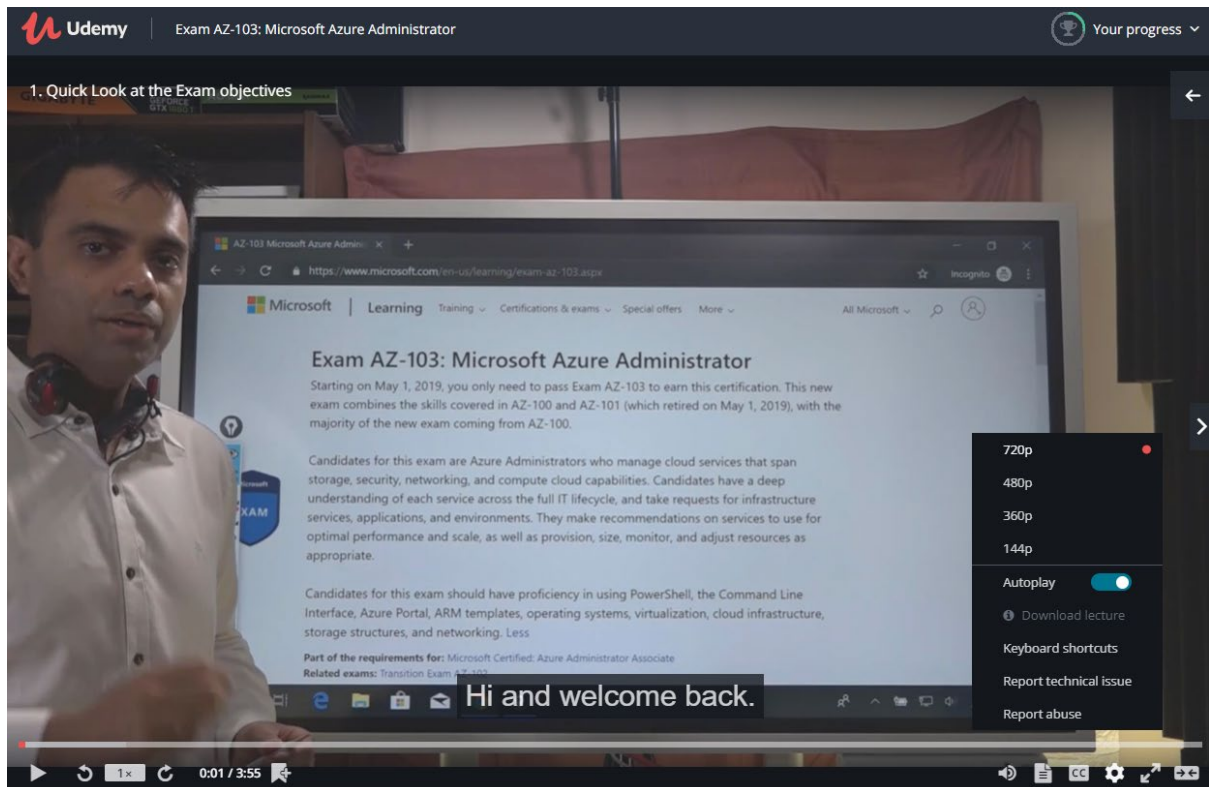 Udemy
Exam AZ-103: Microsoft Azure Administrator
Your progress
1. Quick Look at the Exam objectives
GIGABYTE
GEFORCE
GTX
AZ-103 Microsoft Azure Admini
https://www.microsoft.com/en-us/learning/exam-az-103.aspx
Incognito
Microsoft | Learning Training Certifications & exams Special offers More All Microsoft
Exam AZ-103: Microsoft Azure Administrator
Starting on May 1, 2019, you only need to pass Exam AZ-103 to earn this certification. This new
exam combines the skills covered in AZ-100 and AZ-101 (which retired on May 1, 2019), with the
majority of the new exam coming from AZ-100.
Candidates for this exam are Azure Administrators who manage cloud services that span
storage, security, networking, and compute cloud capabilities. Candidates have a deep
understanding of each service across the full IT lifecycle, and take requests for infrastructure
services, applications, and environments. They make recommendations on services to use for
optimal performance and scale, as well as provision, size, monitor, and adjust resources as
appropriate.
Candidates for this exam should have proficiency in using PowerShell, the Command Line
Interface, Azure Portal, ARM templates, operating systems, virtualization, cloud infrastructure,
storage structures, and networking. Less
Part of the requirements for: Microsoft Certified: Azure Administrator Associate
Related exams: Transition Exam AZ-102
Microsoft
EXAM
720p
480p
360p
144p
Autoplay
Download lecture
Keyboard shortcuts
Report technical issue
Report abuse
Hi and welcome back.
1x
0:01 / 3:55
CC